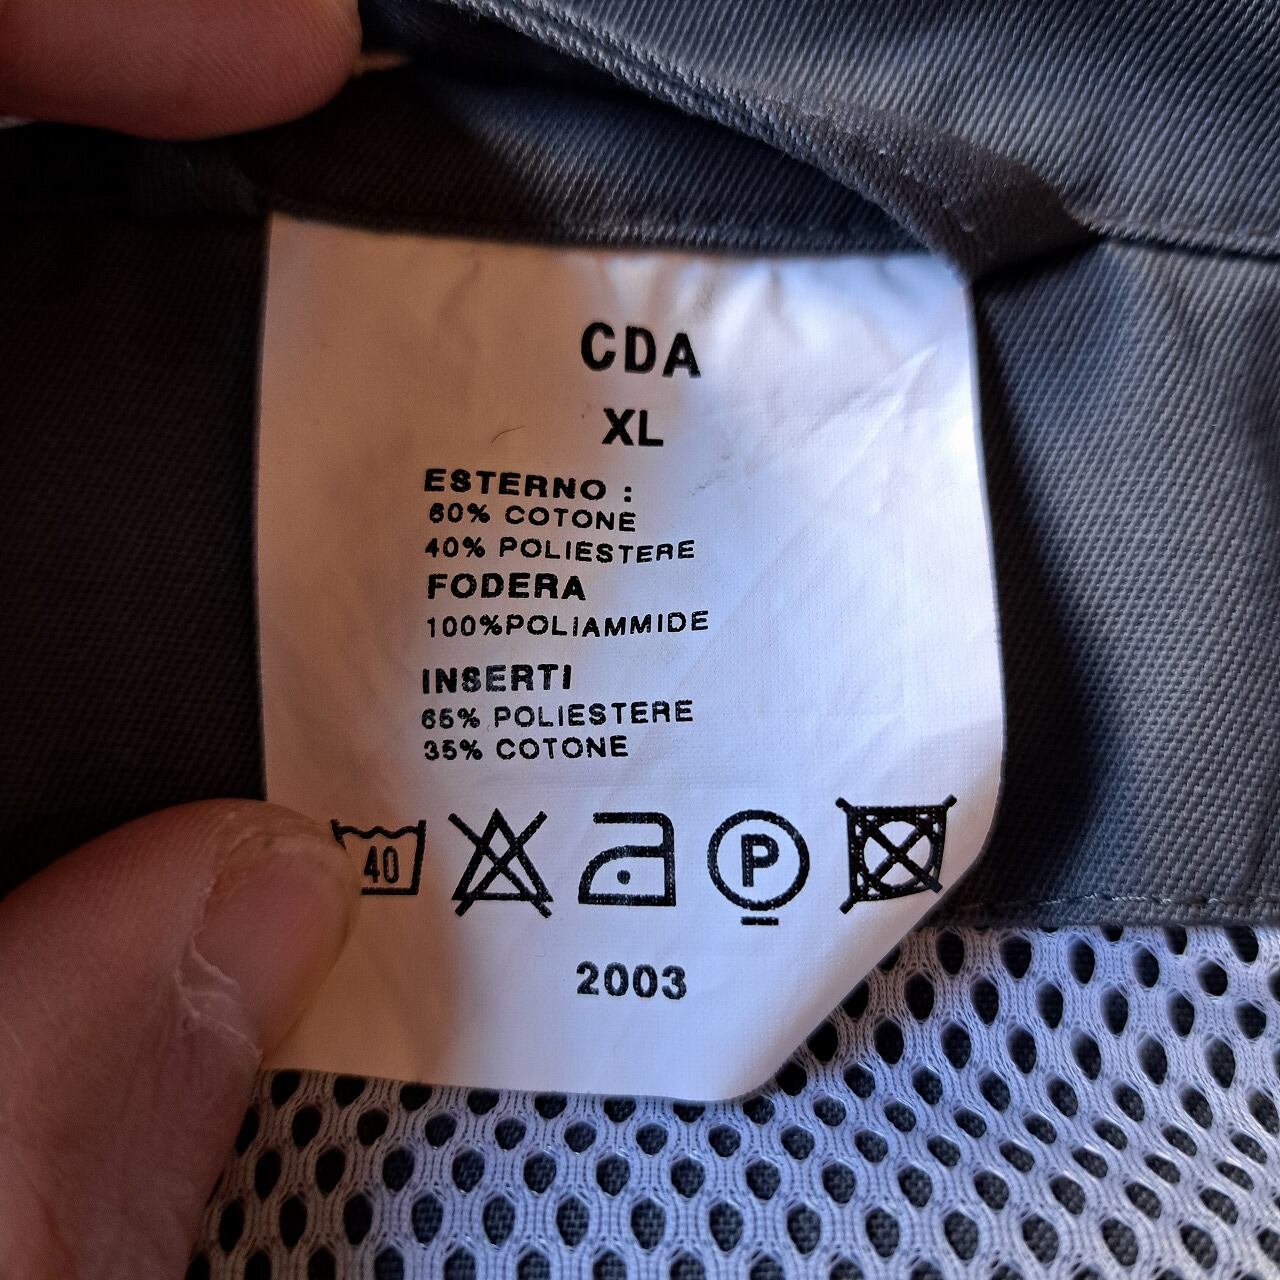 CDA
XL
ESTERNO :
60% COTONE
40% POLIESTERE
FODERA
100%POLIAMMIDE
INSERTI
65% POLIESTERE
35% COTONE
40 P
2003